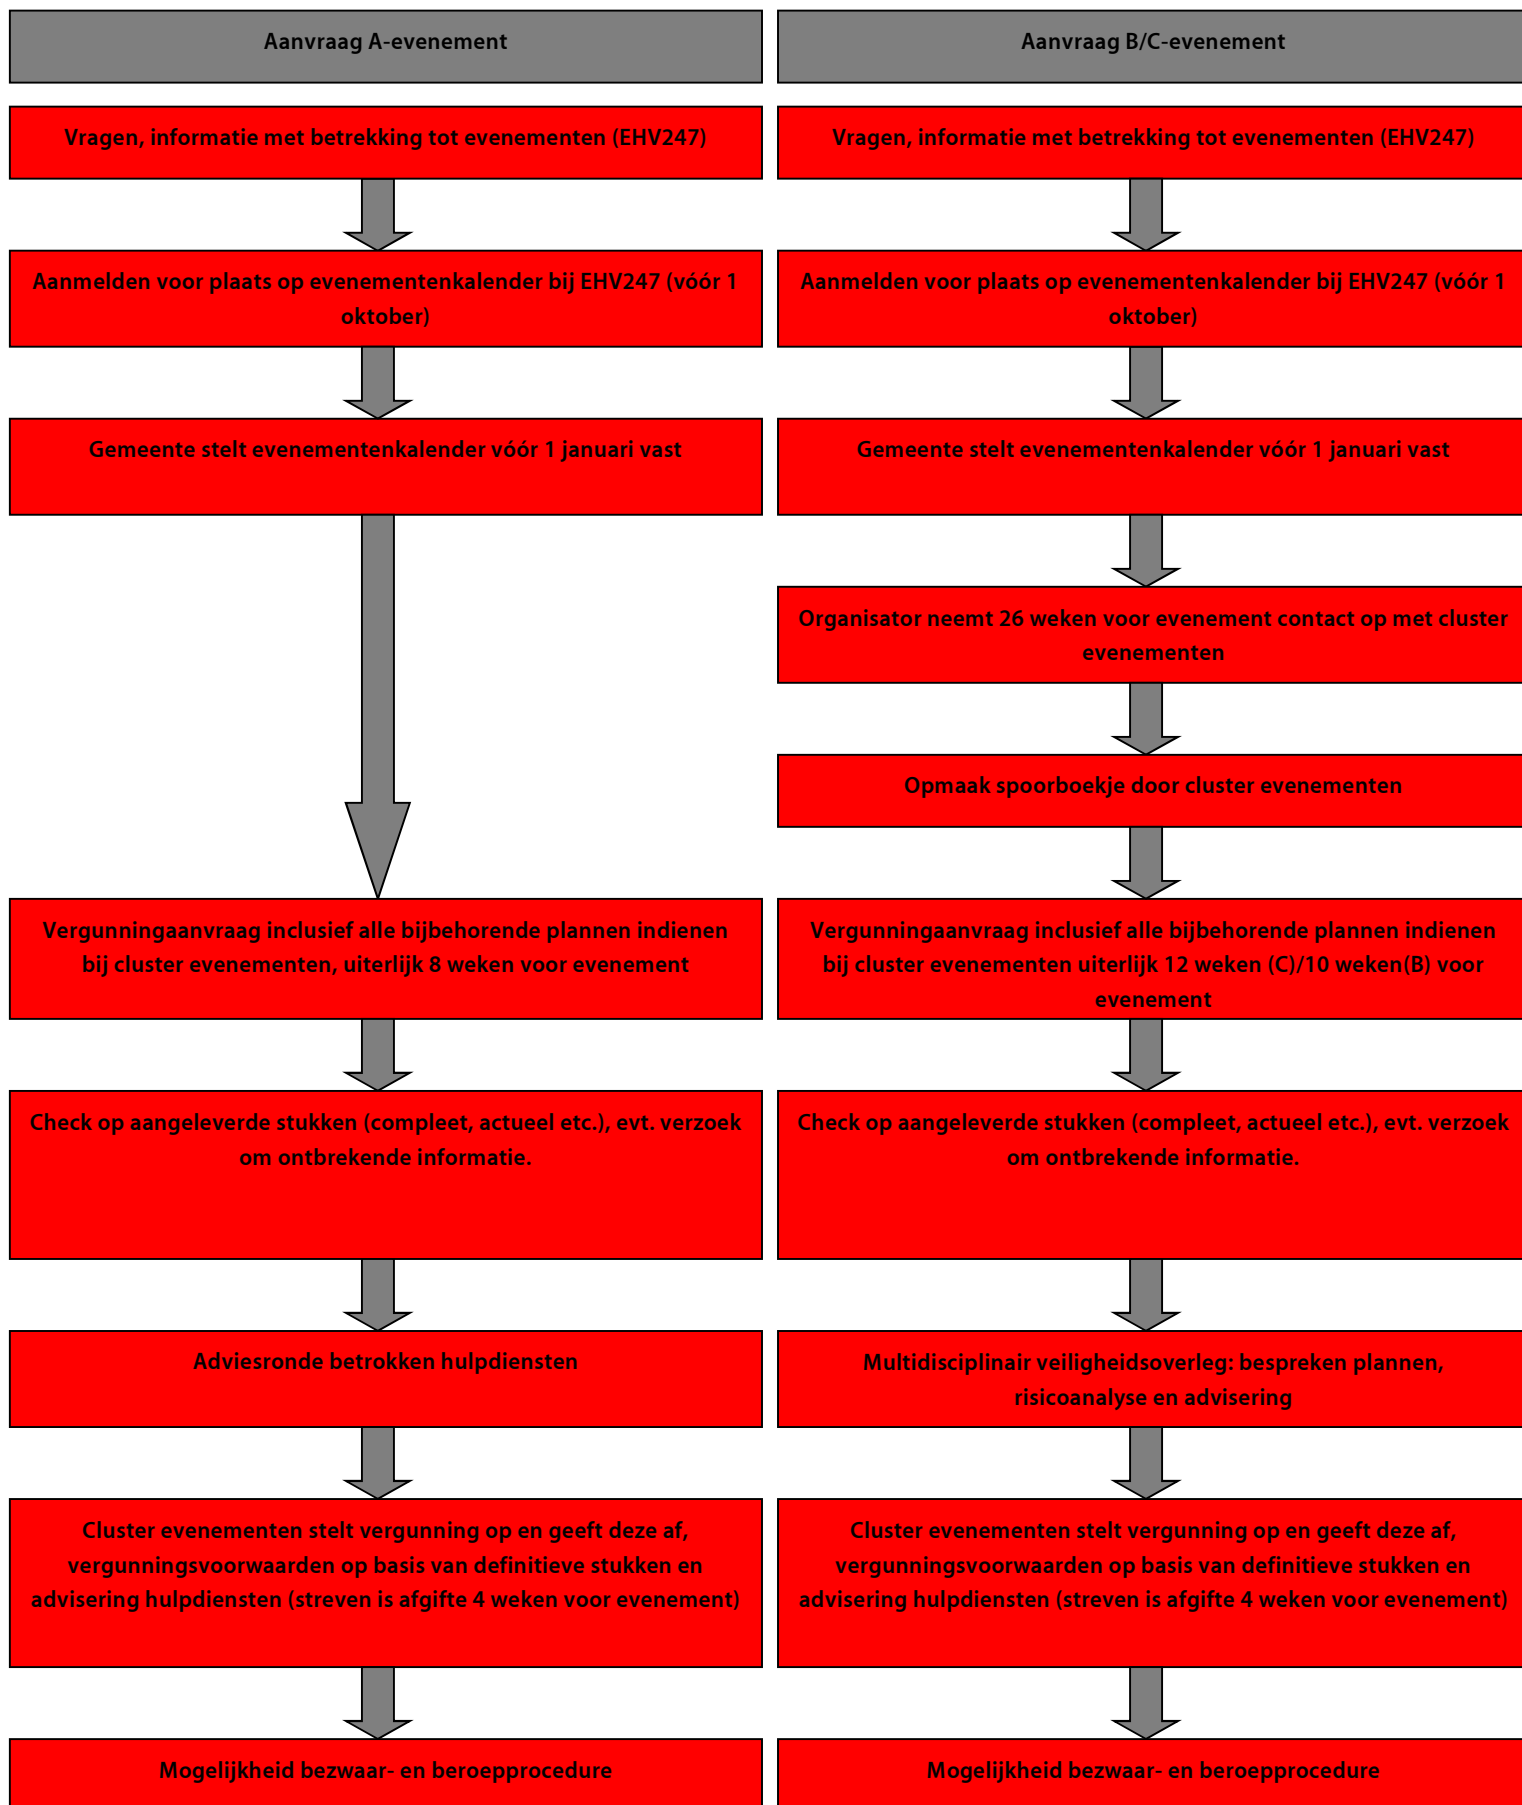 Aanvraag A-evenement
Vragen, informatie met betrekking tot evenementen (EHV247)
Aanmelden voor plaats op evenementenkalender bij EHV247 (vóór 1
oktober)
Gemeente stelt evenementenkalender vóór 1 januari vast
Vergunningaanvraag inclusief alle bijbehorende plannen indienen
bij cluster evenementen, uiterlijk 8 weken voor evenement
Check op aangeleverde stukken (compleet, actueel etc.), evt. verzoek
om ontbrekende informatie.
Adviesronde betrokken hulpdiensten
Cluster evenementen stelt vergunning op en geeft deze af,
vergunningsvoorwaarden op basis van definitieve stukken en
advisering hulpdiensten (streven is afgifte 4 weken voor evenement)
Mogelijkheid bezwaar- en beroepprocedure
Aanvraag B/C-evenement
Vragen, informatie met betrekking tot evenementen (EHV247)
Aanmelden voor plaats op evenementenkalender bij EHV247 (vóór 1
oktober)
Gemeente stelt evenementenkalender vóór 1 januari vast
Organisator neemt 26 weken voor evenement contact op met cluster
evenementen
Opmaak spoorboekje door cluster evenementen
Vergunningaanvraag inclusief alle bijbehorende plannen indienen
bij cluster evenementen uiterlijk 12 weken (C)/10 weken(B) voor
evenement
Check op aangeleverde stukken (compleet, actueel etc.), evt. verzoek
om ontbrekende informatie.
Multidisciplinair veiligheidsoverleg: bespreken plannen,
risicoanalyse en advisering
Cluster evenementen stelt vergunning op en geeft deze af,
vergunningsvoorwaarden op basis van definitieve stukken en
advisering hulpdiensten (streven is afgifte 4 weken voor evenement)
Mogelijkheid bezwaar- en beroepprocedure